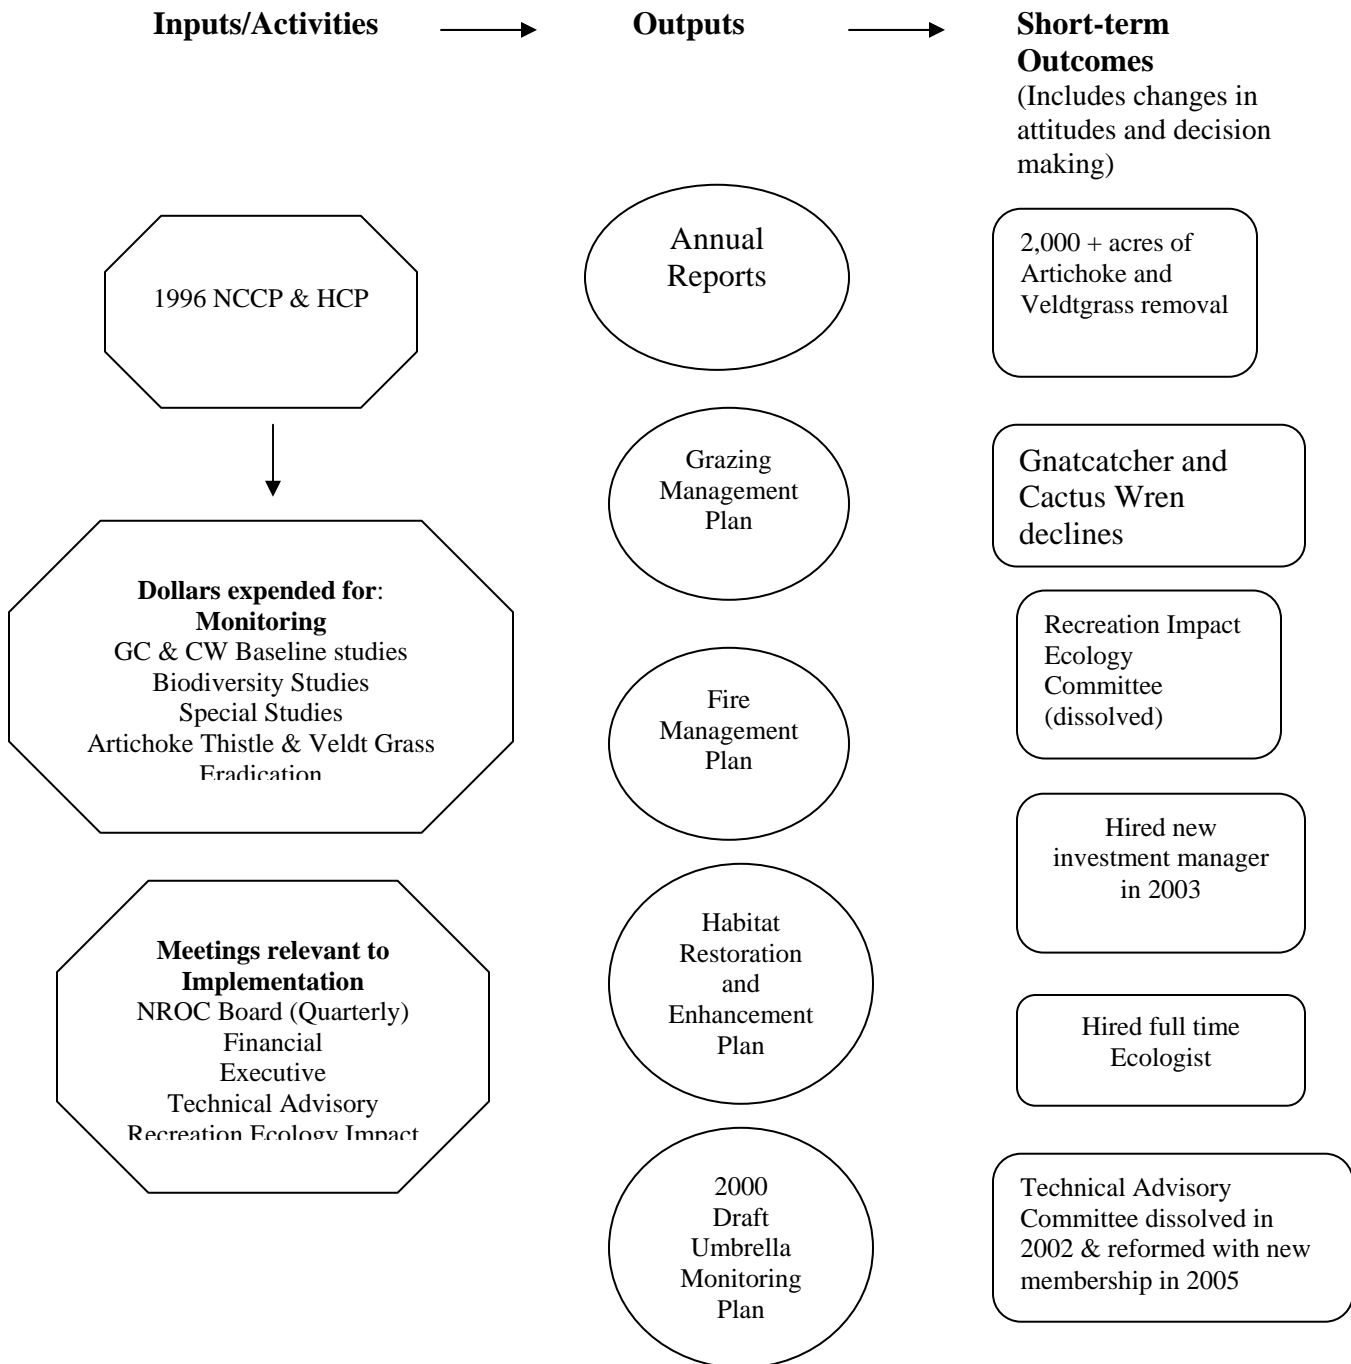 Inputs/Activities
Outputs
Short-term
Outcomes
(Includes changes in
attitudes and decision
making)
1996 NCCP & HCP
Dollars expended for:
Monitoring
GC & CW Baseline studies
Biodiversity Studies
Special Studies
Artichoke Thistle & Veldt Grass
Eradication
Meetings relevant to
Implementation
NROC Board (Quarterly)
Financial
Executive
Technical Advisory
Recreation Ecology Impact
Annual
Reports
Grazing
Management
Plan
Fire
Management
Plan
Habitat
Restoration
and
Enhancement
Plan
2000
Draft
Umbrella
Monitoring
Plan
2,000 + acres of
Artichoke and
Veldtgrass removal
Gnatcatcher and
Cactus Wren
declines
Recreation Impact
Ecology
Committee
(dissolved)
Hired new
investment manager
in 2003
Hired full time
Ecologist
Technical Advisory
Committee dissolved in
2002 & reformed with new
membership in 2005